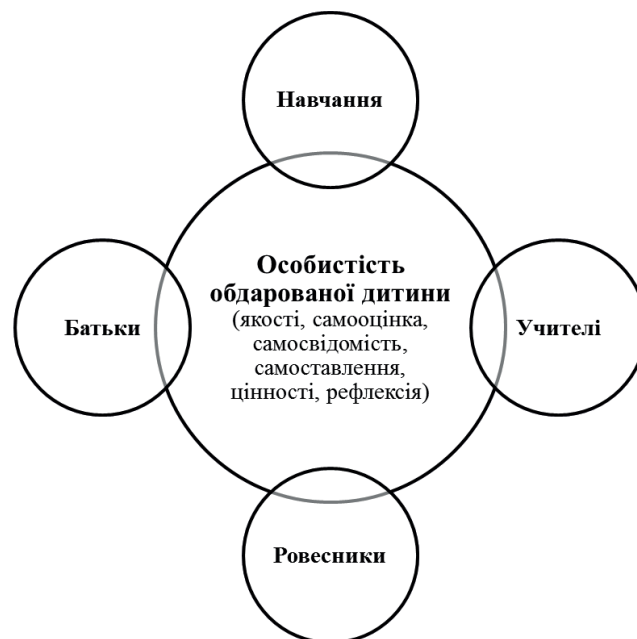 Навчання
Особистість
обдарованої дитини
(якості, самооцінка,
самосвідомість,
самоставлення,
цінності, рефлексія)
Батьки
Учителі
Ровесники